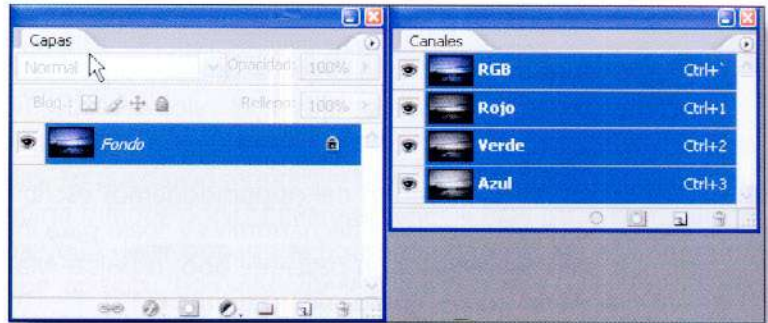 Capas
Normal Opacidad: 100%
Bloq.: Relleno: 100%
Fondo
Canales
RGB Ctrl+`
Rojo Ctrl+1
Verde Ctrl+2
Azul Ctrl+3